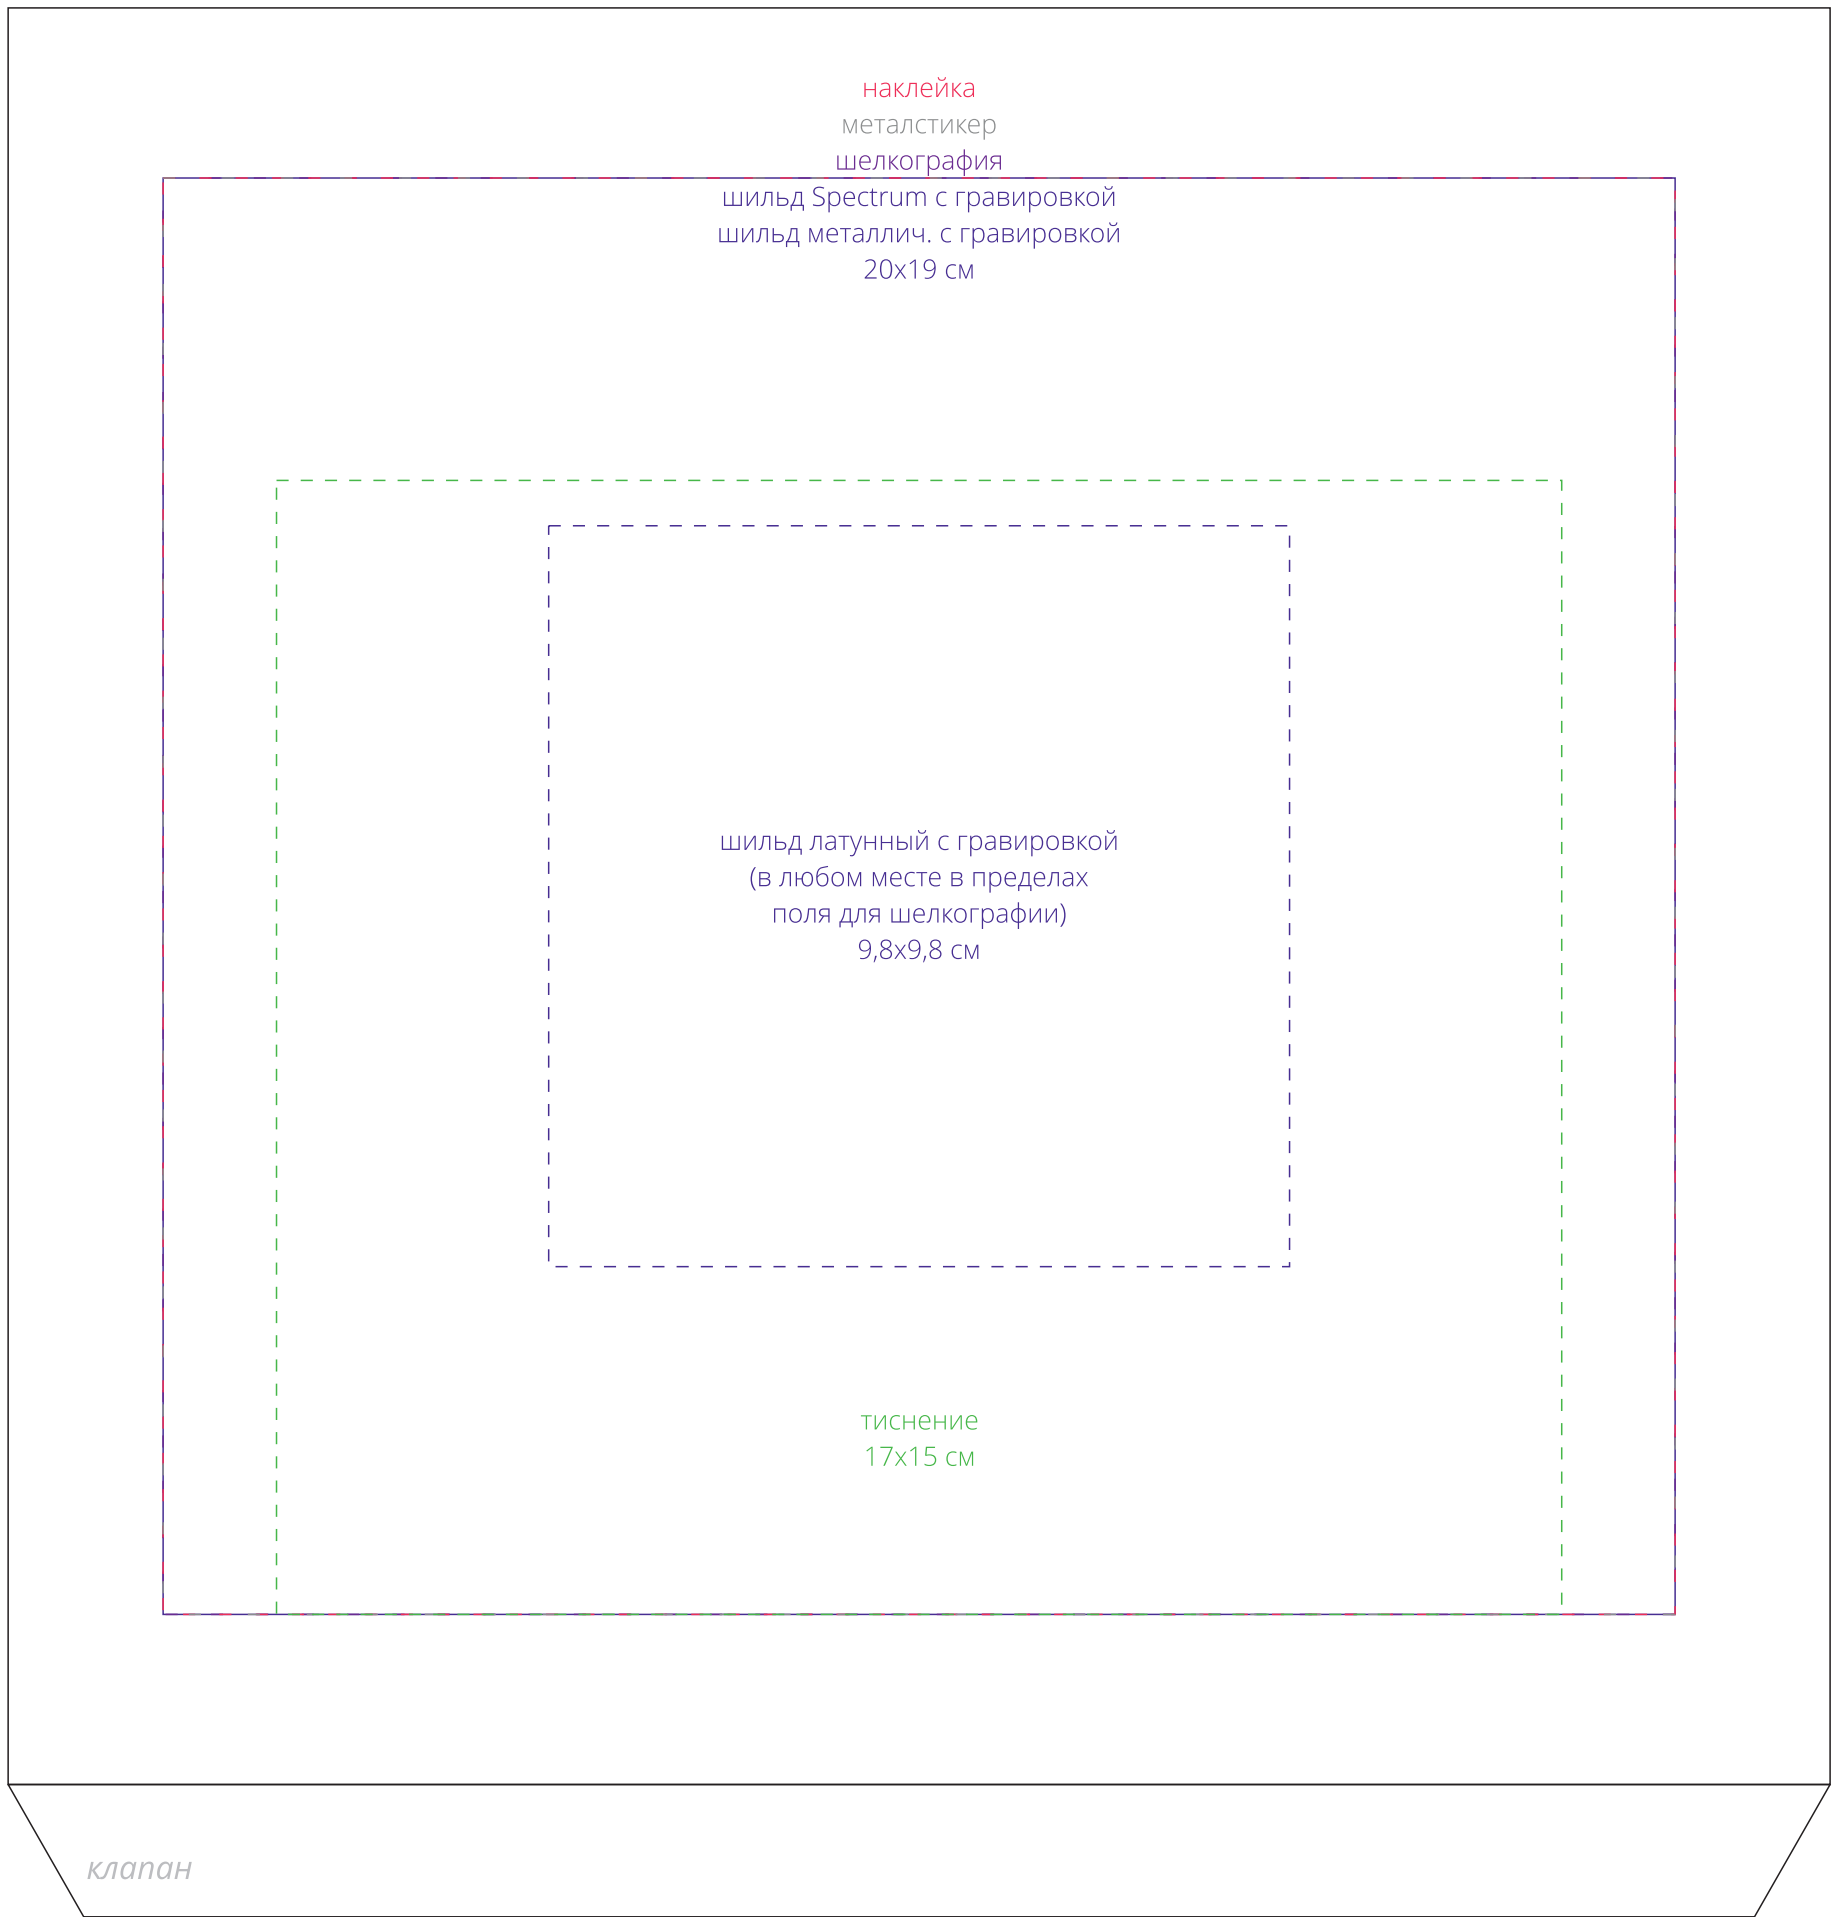 наклейка
металстикер
шелкография
шильд Spectrum с гравировкой
шильд металлич. с гравировкой
20х19 см
шильд латунный с гравировкой
(в любом месте в пределах
поля для шелкографии)
9,8х9,8 см
тиснение
17х15 см
клапан